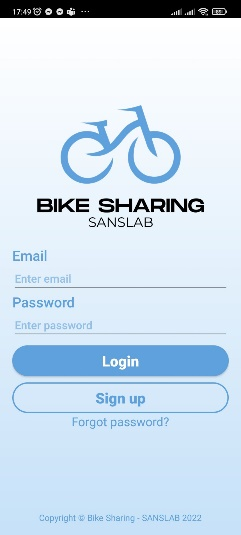 17:49
BIKE SHARING
SANSLAB
Email
Enter email
Password
Enter password
Login
Sign up
Forgot password?
Copyright © Bike Sharing - SANSLAB 2022